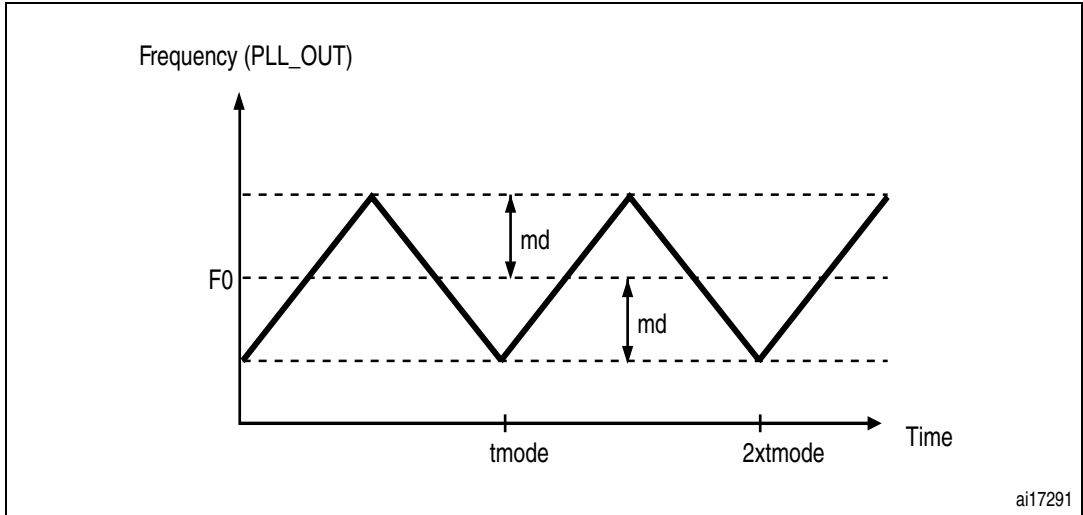 Frequency (PLL_OUT)
md
F0
md
tmode
2xtmode
Time
ai17291